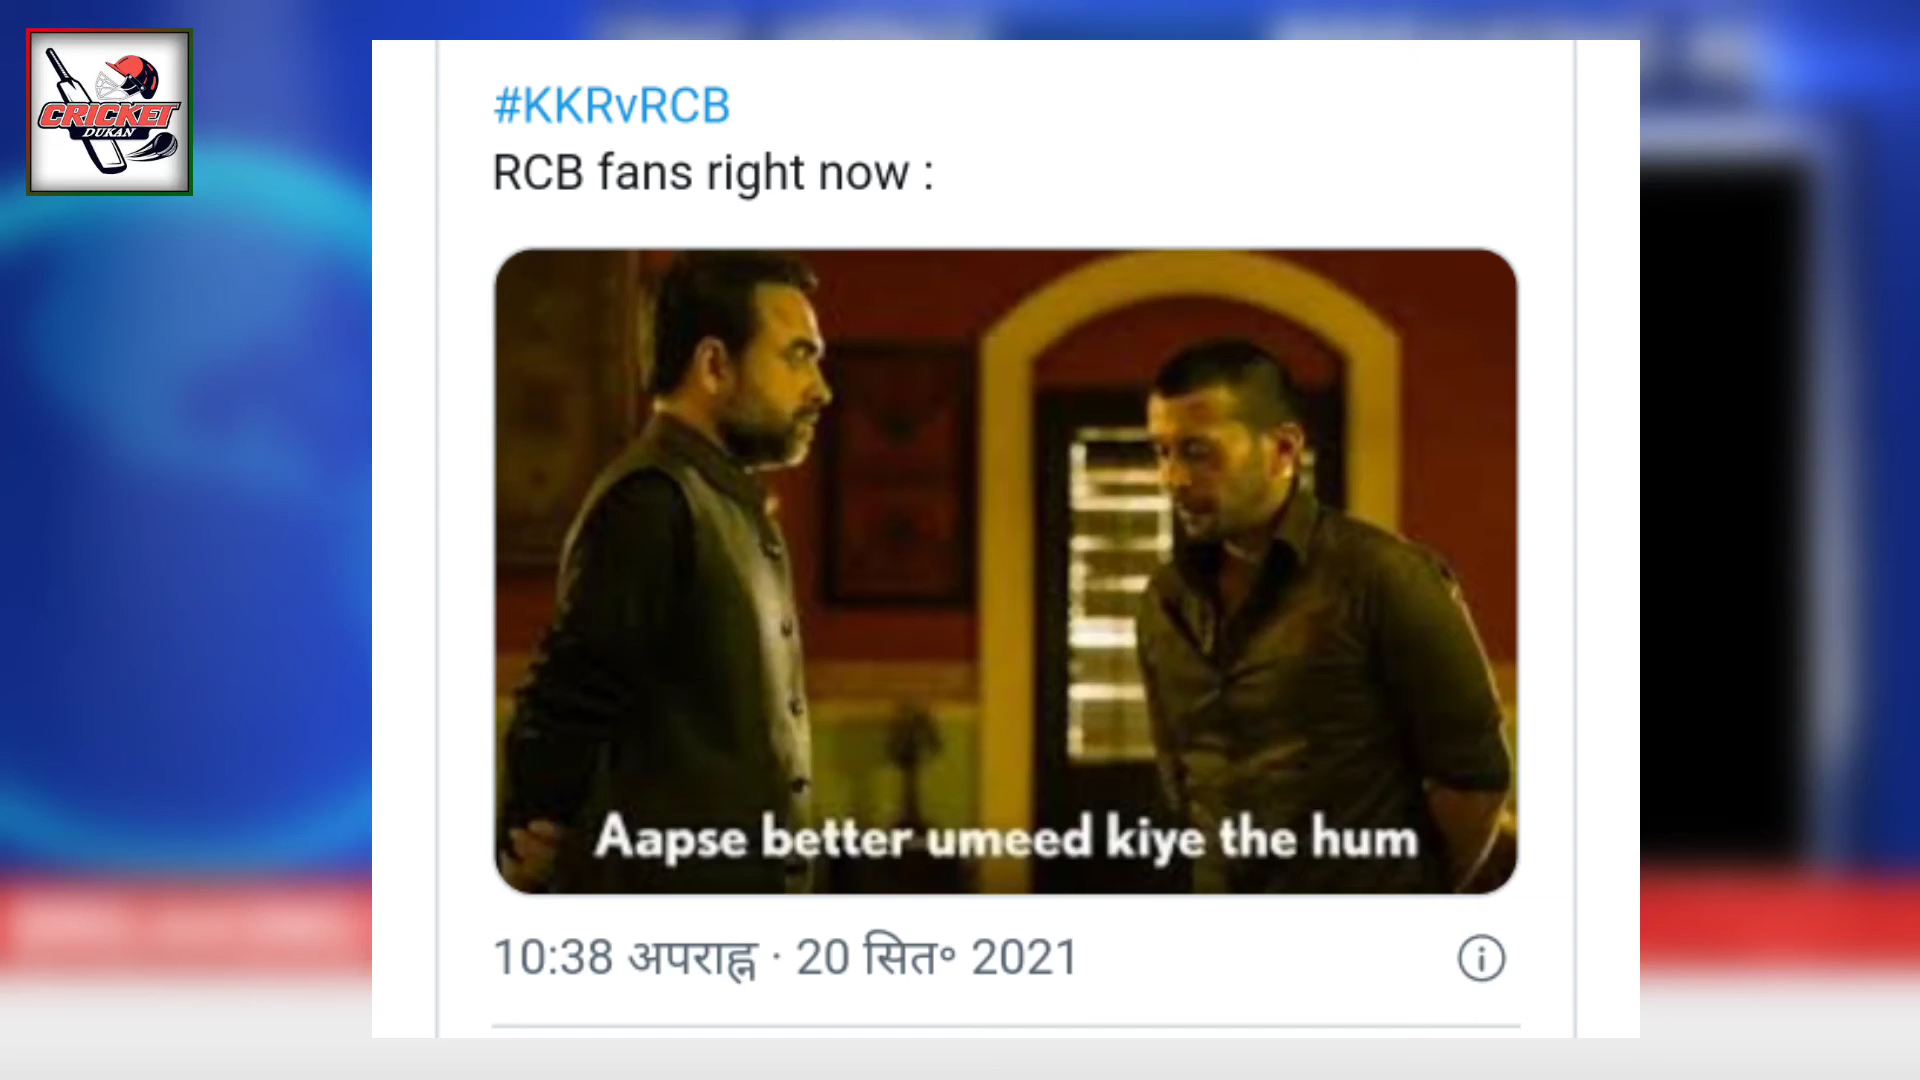 CRICKET
DUKAN
#KKRvRCB
RCB fans right now :
Aapse better umeed kiye the hum
10:38 अपराह्न · 20 सित॰ 2021